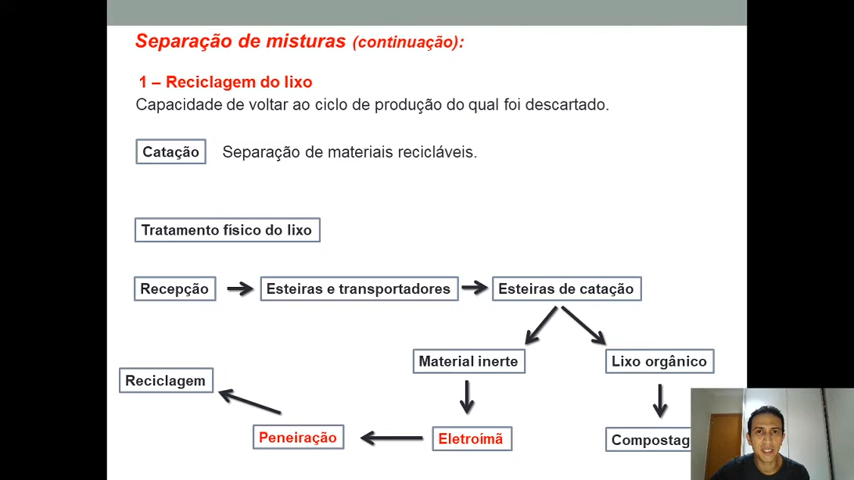 Separação de misturas (continuação):
1 – Reciclagem do lixo
Capacidade de voltar ao ciclo de produção do qual foi descartado.
Catação Separação de materiais recicláveis.
Tratamento físico do lixo
Recepção Esteiras e transportadores Esteiras de catação
Material inerte Lixo orgânico
Reciclagem
Peneiração Eletroímã